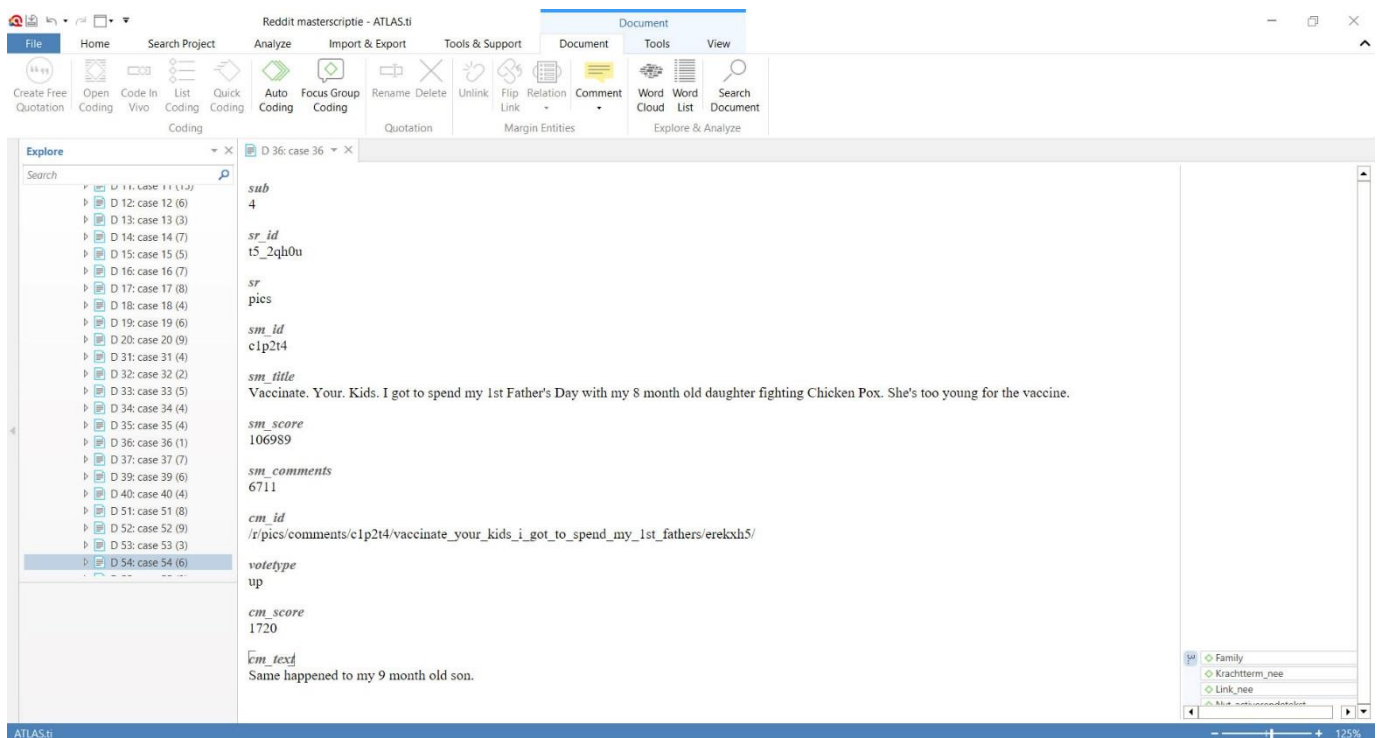 Reddit masterscriptie - ATLAS.ti
Document
File Home Search Project Analyze Import & Export Tools & Support Document Tools View
Create Free Quotation
Open Coding
Code In Vivo
List Coding
Quick Coding
Auto Coding
Focus Group Coding
Rename Delete
Unlink
Flip Link
Relation
Comment
Word Cloud
Word List
Search Document
Coding
Quotation
Margin Entities
Explore & Analyze
Explore
D 36: case 36
Search
D 11: case 11 (15)
D 12: case 12 (6)
D 13: case 13 (3)
D 14: case 14 (7)
D 15: case 15 (5)
D 16: case 16 (7)
D 17: case 17 (8)
D 18: case 18 (4)
D 19: case 19 (6)
D 20: case 20 (9)
D 31: case 31 (4)
D 32: case 32 (2)
D 33: case 33 (5)
D 34: case 34 (4)
D 35: case 35 (4)
D 36: case 36 (1)
D 37: case 37 (7)
D 39: case 39 (6)
D 40: case 40 (4)
D 51: case 51 (8)
D 52: case 52 (9)
D 53: case 53 (3)
D 54: case 54 (6)
sub
4
sr_id
t5_2qh0u
sr
pics
sm_id
c1p2t4
sm_title
Vaccinate. Your. Kids. I got to spend my 1st Father's Day with my 8 month old daughter fighting Chicken Pox. She's too young for the vaccine.
sm_score
106989
sm_comments
6711
cm_id
/r/pics/comments/c1p2t4/vaccinate_your_kids_i_got_to_spend_my_1st_fathers/erekxh5/
votetype
up
cm_score
1720
cm_text
Same happened to my 9 month old son.
Family
Krachtterm_nee
Link_nee
ATLAS.ti
125%